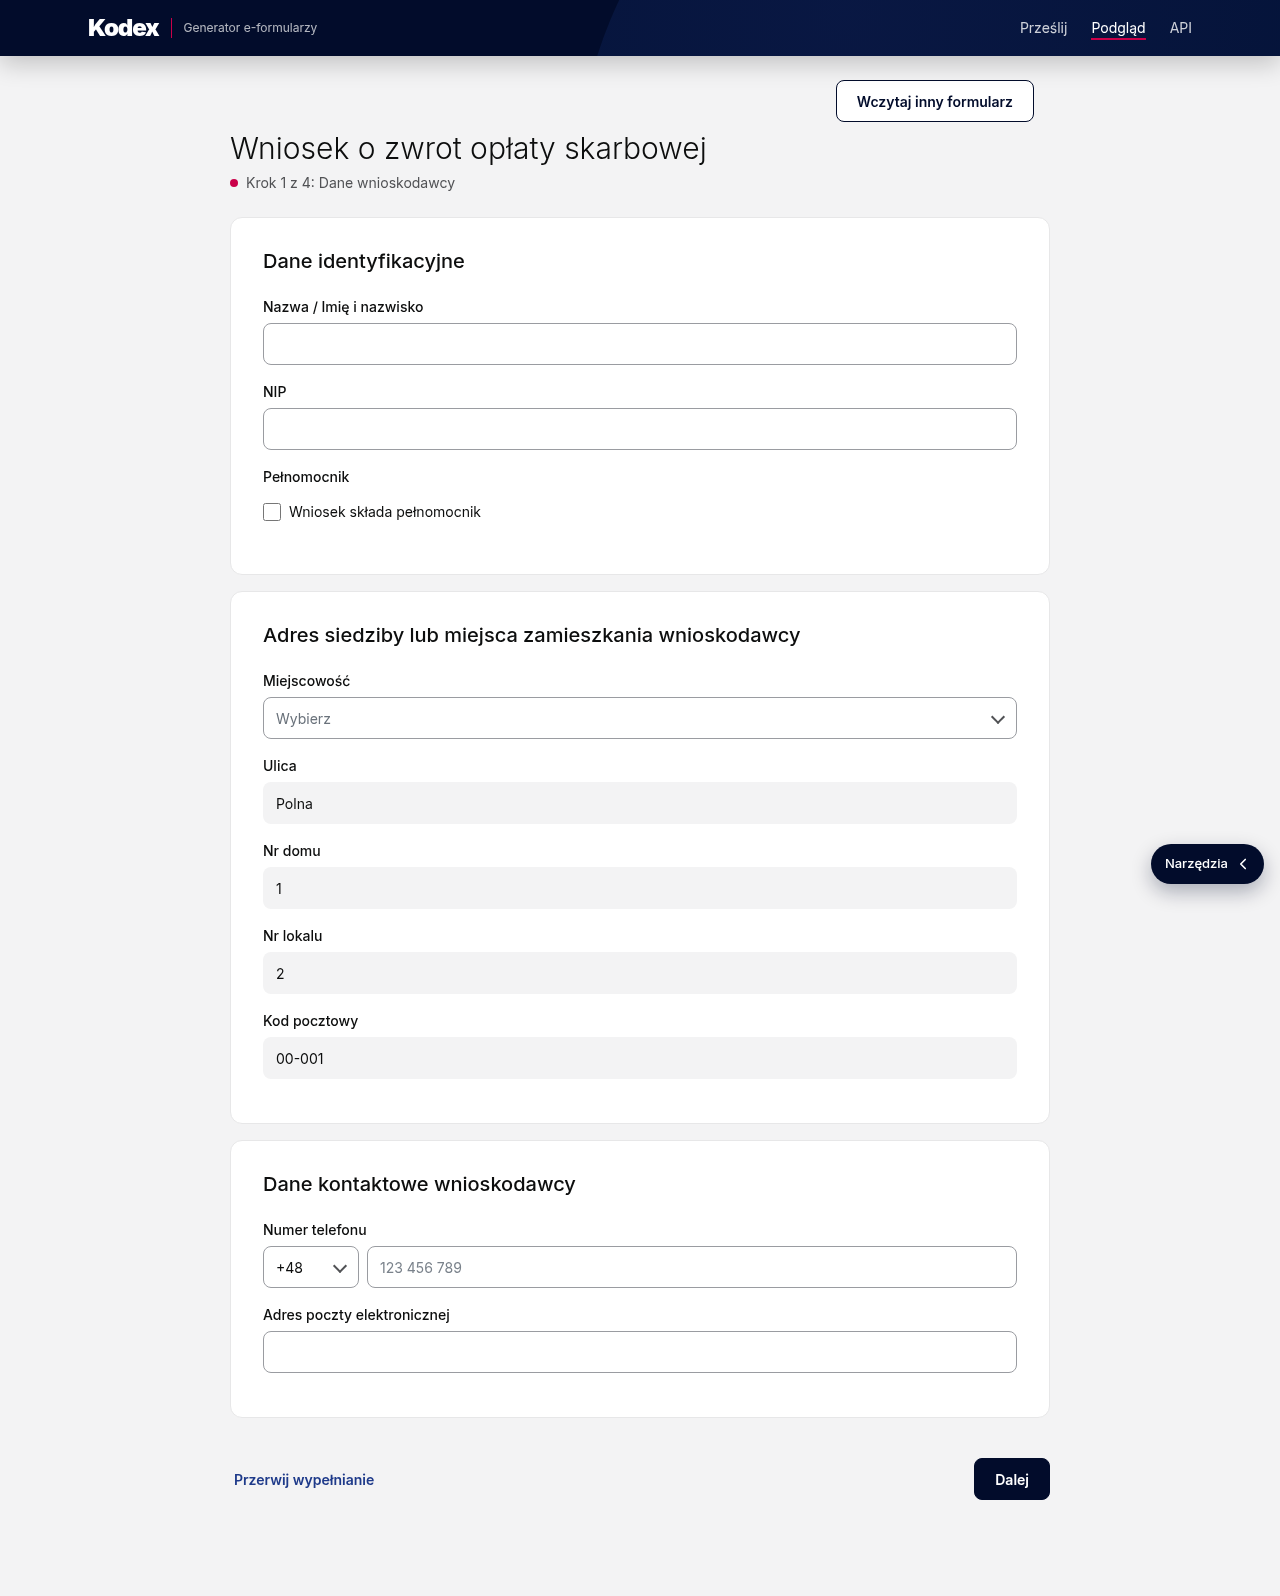 Kodex
Generator e-formularzy
Prześlij
Podgląd
API
Wczytaj inny formularz
Wniosek o zwrot opłaty skarbowej
Krok 1 z 4: Dane wnioskodawcy
Dane identyfikacyjne
Nazwa / Imię i nazwisko
NIP
Pełnomocnik
Wniosek składa pełnomocnik
Adres siedziby lub miejsca zamieszkania wnioskodawcy
Miejscowość
Wybierz
Ulica
Polna
Nr domu
1
Narzędzia
Nr lokalu
2
Kod pocztowy
00-001
Dane kontaktowe wnioskodawcy
Numer telefonu
+48
123 456 789
Adres poczty elektronicznej
Przerwij wypełnianie
Dalej